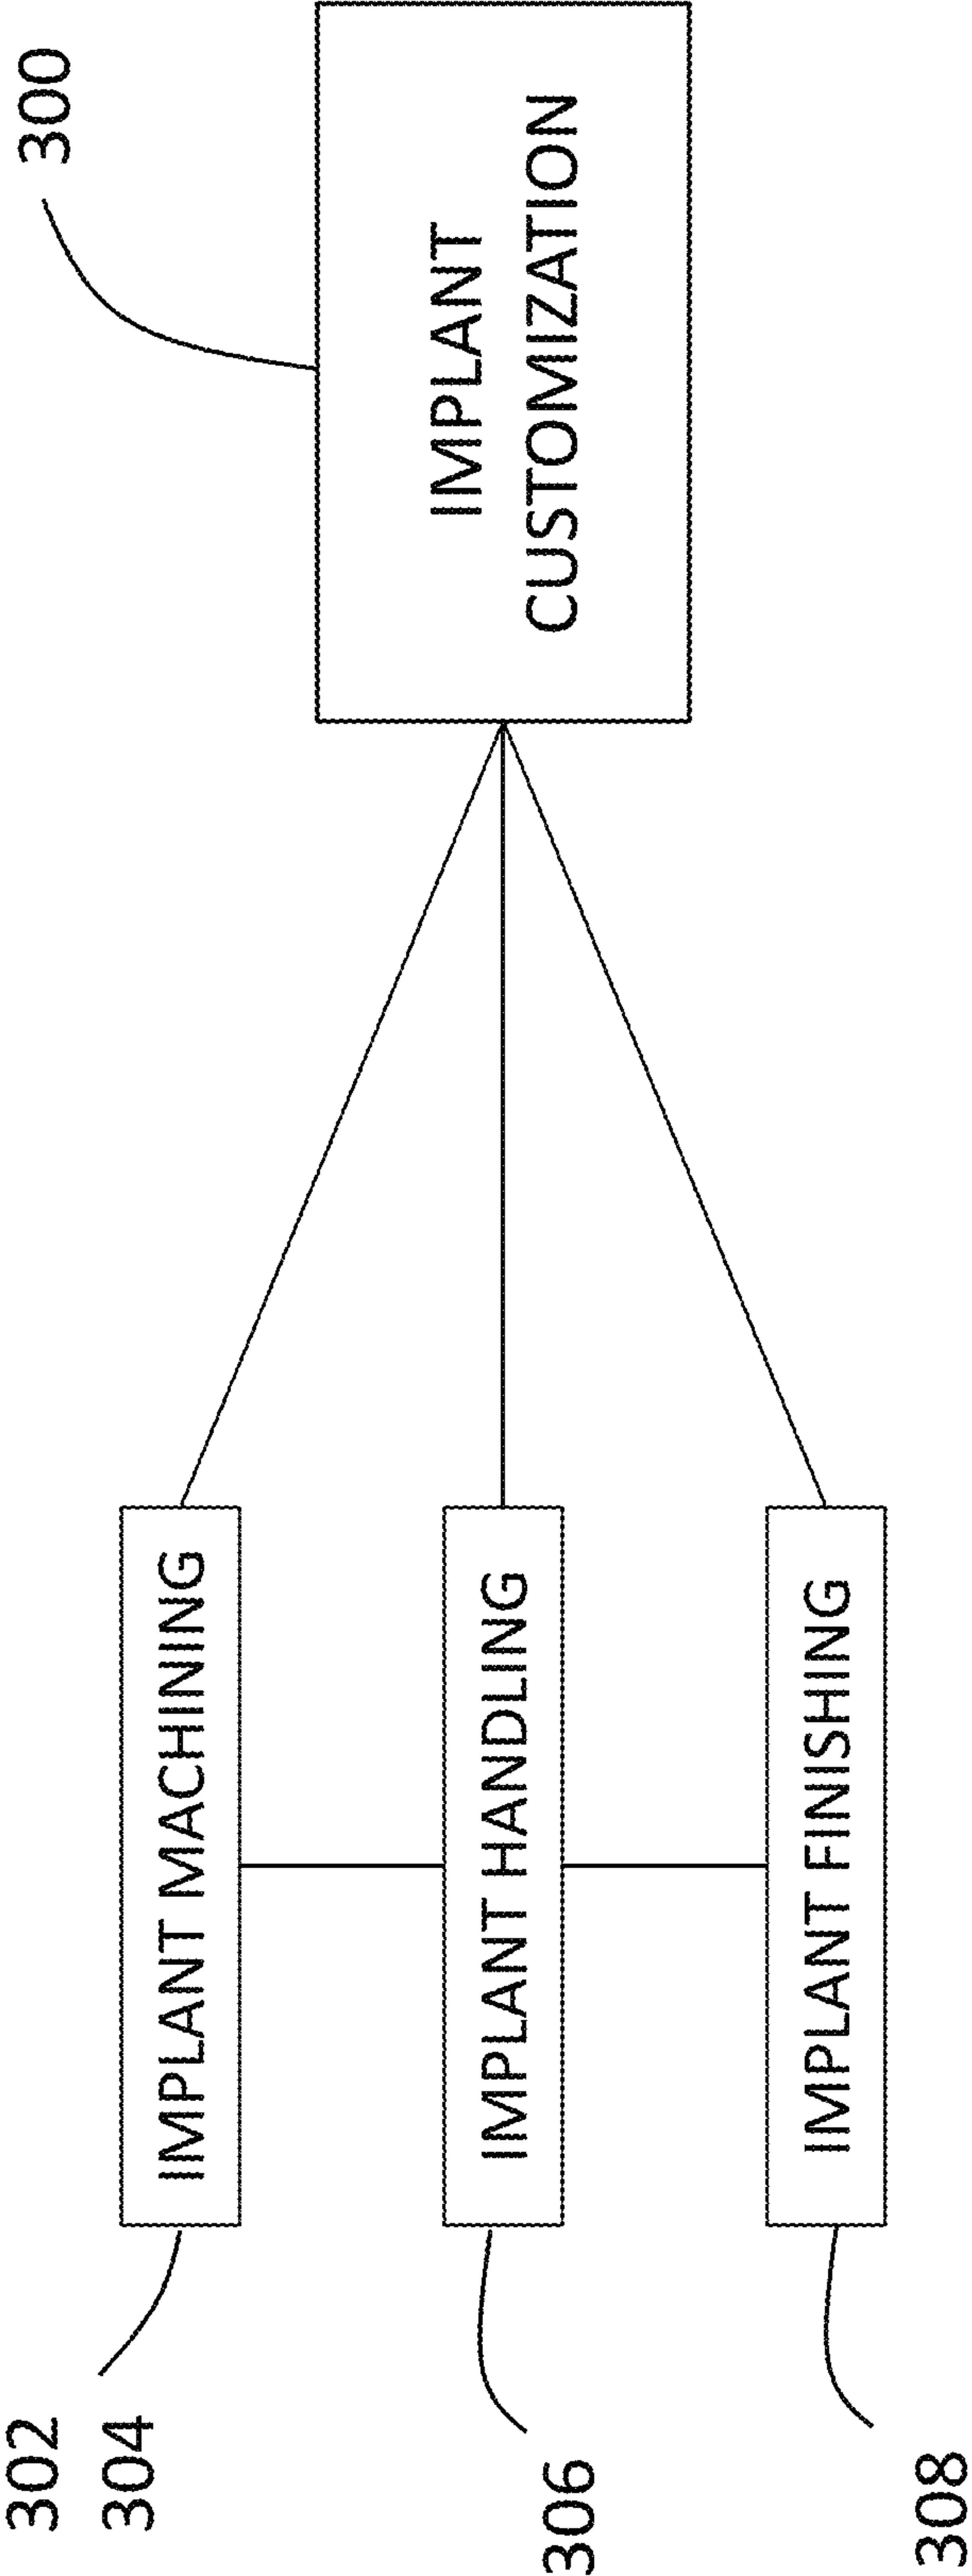 302
304
IMPLANT MACHINING
306
IMPLANT HANDLING
308
IMPLANT FINISHING
300
IMPLANT
CUSTOMIZATION